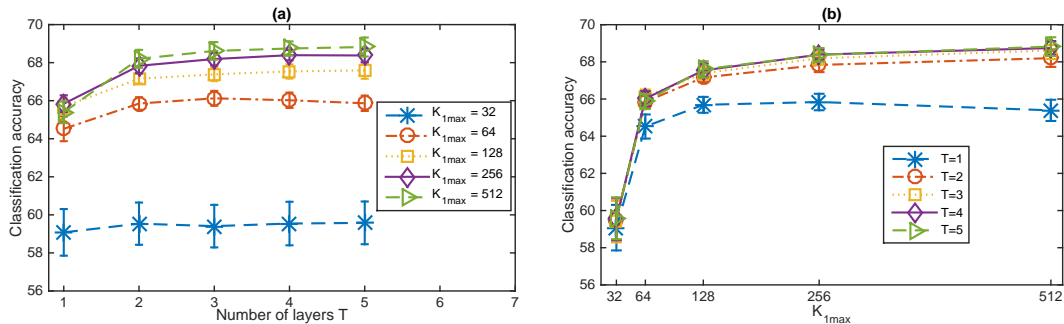 (a)
Classification accuracy
70
68
66
64
62
60
58
56
1 2 3 4 5 6 7
Number of layers T
K1max = 32
K1max = 64
K1max = 128
K1max = 256
K1max = 512
(b)
Classification accuracy
70
68
66
64
62
60
58
56
32 64 128 256 512
K1max
T=1
T=2
T=3
T=4
T=5